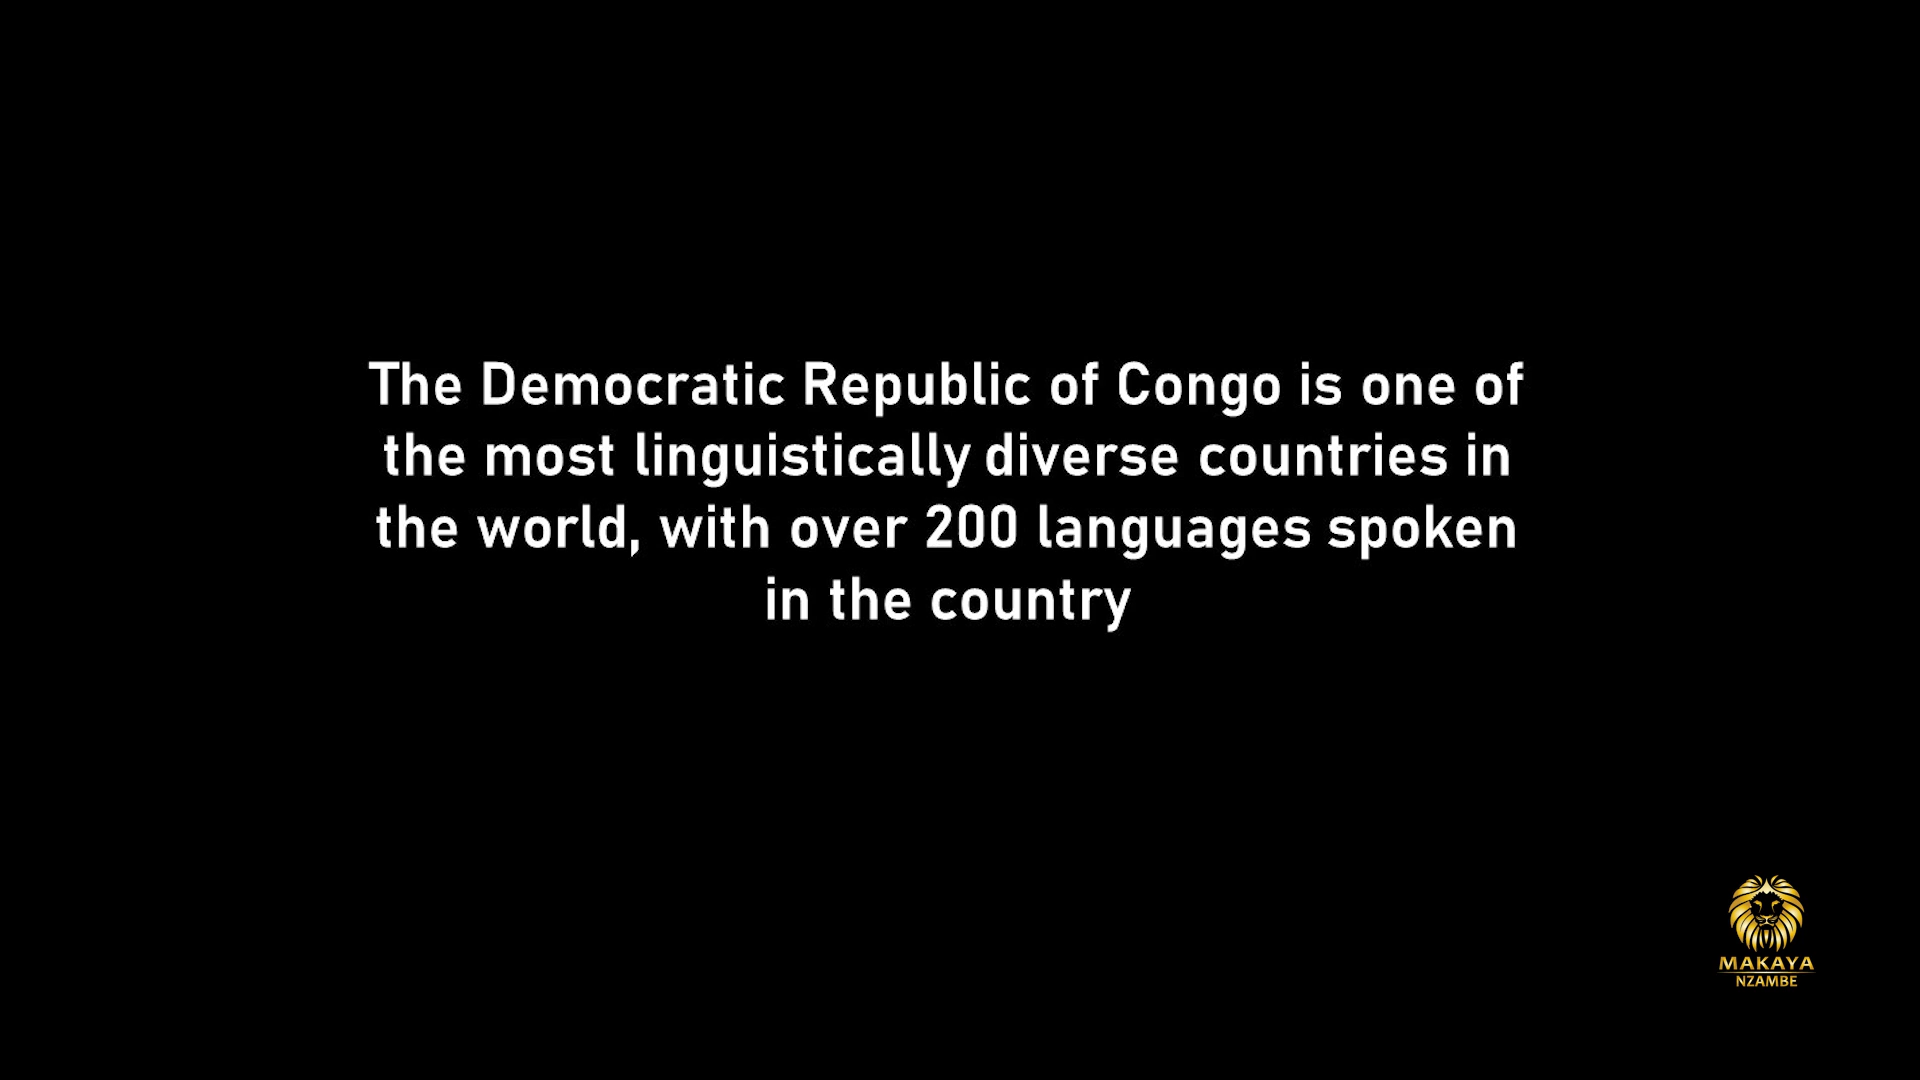 The Democratic Republic of Congo is one of
the most linguistically diverse countries in
the world, with over 200 languages spoken
in the country
MAKAYA
NZAMBE